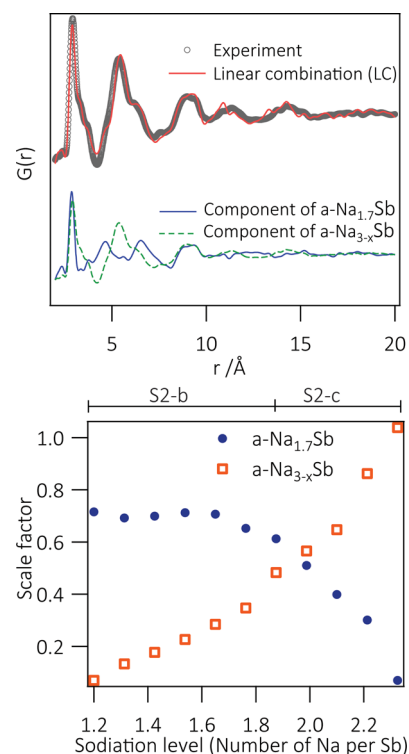 Experiment
Linear combination (LC)
G(r)
Component of a-Na1.7Sb
Component of a-Na3-xSb
5 10 15 20
r /Å
S2-b S2-c
a-Na1.7Sb
a-Na3-xSb
1.0
0.8
0.6
0.4
0.2
Scale factor
1.2 1.4 1.6 1.8 2.0 2.2
Sodiation level (Number of Na per Sb)